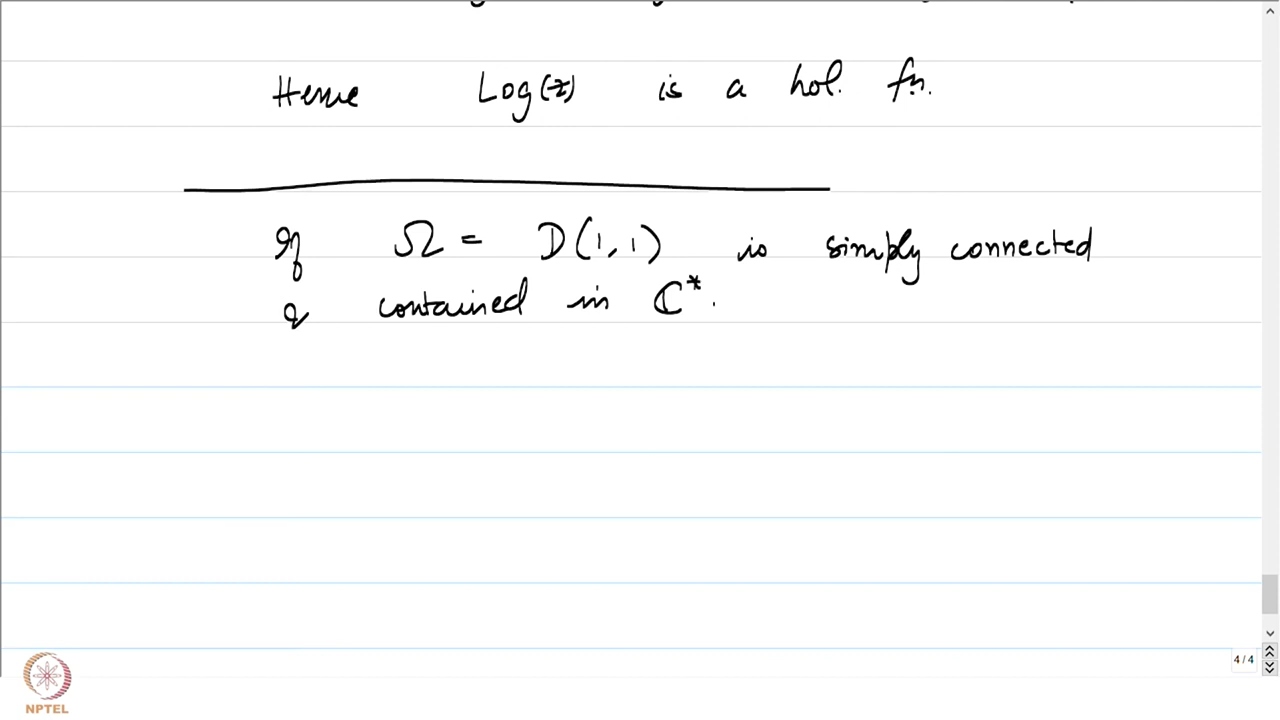 Hence Log(z) is a hol. fn.
If Ω = D(1,1) is simply connected
& contained in ℂ*.
4 / 4
NPTEL